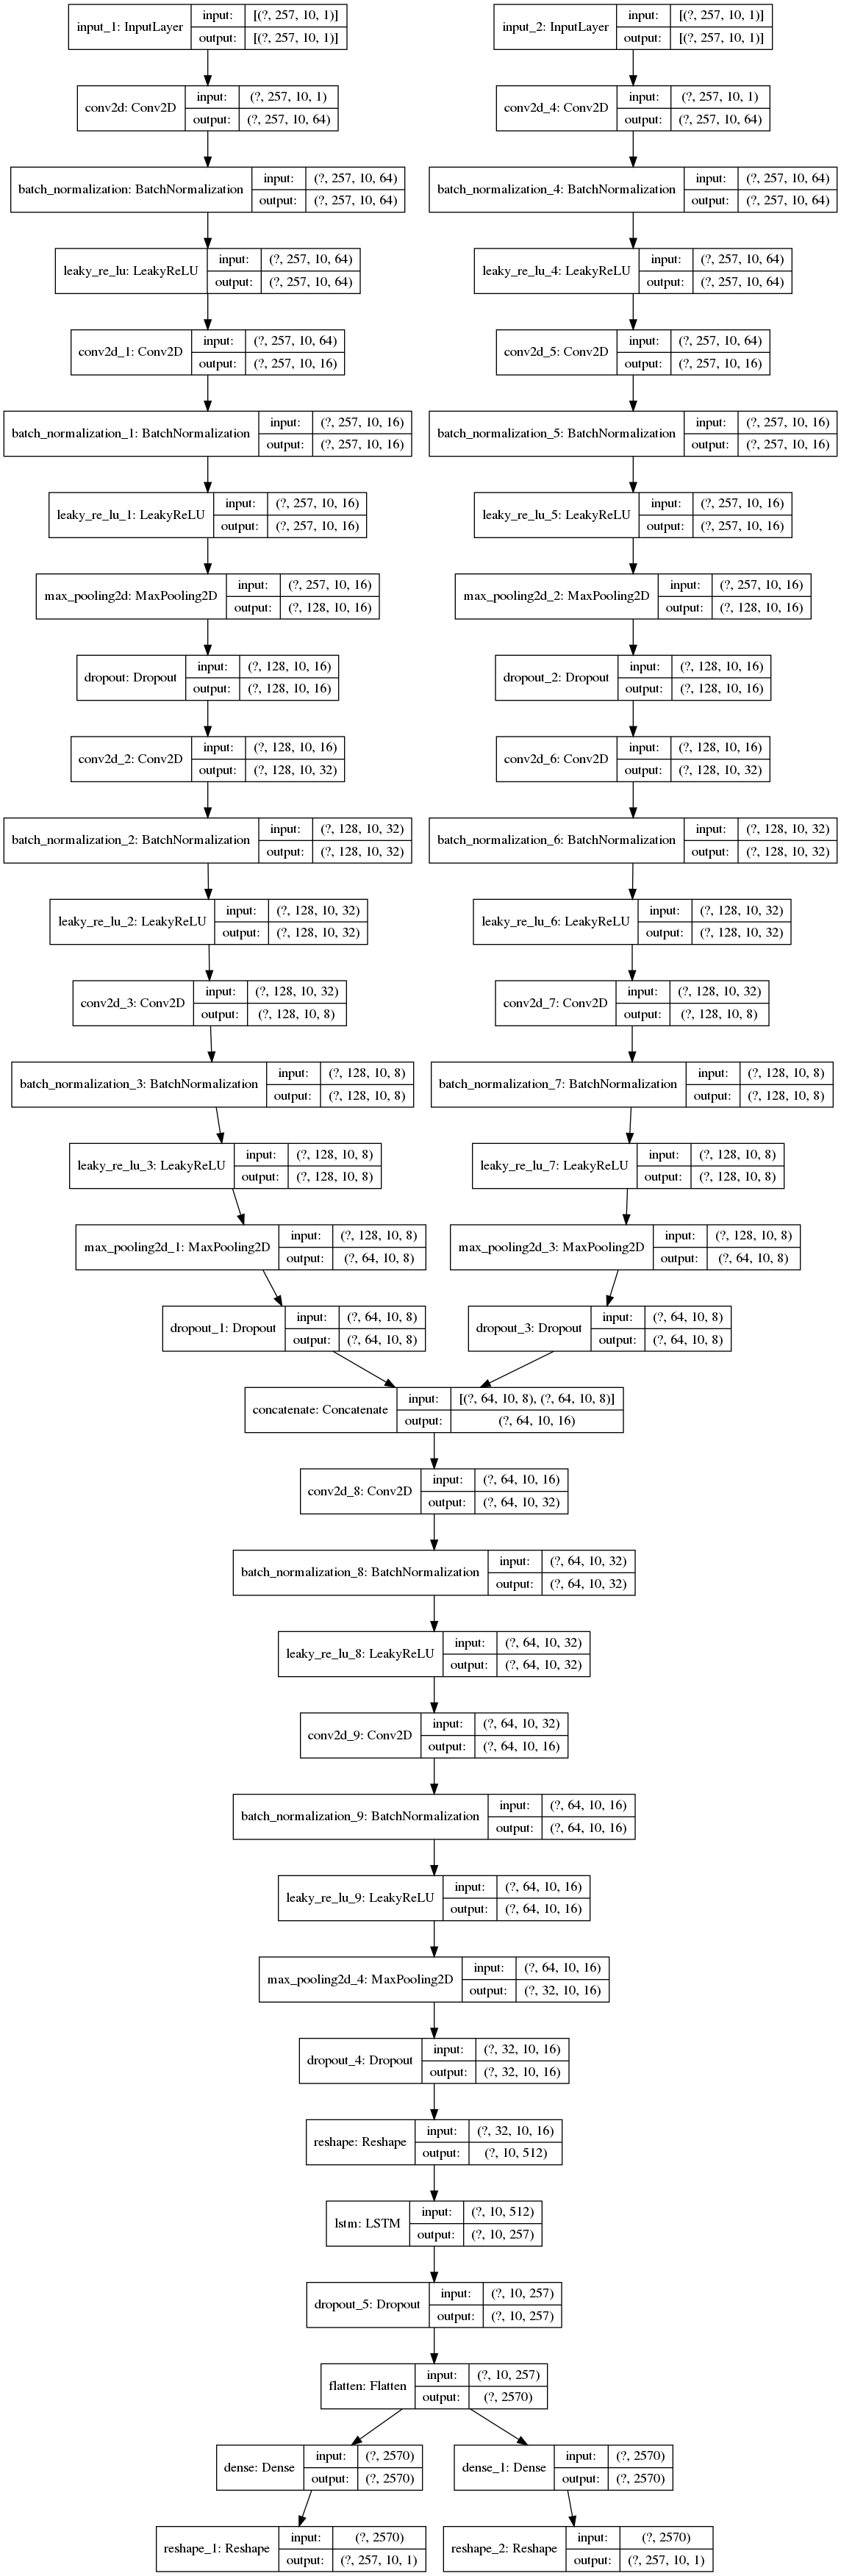 input_1: InputLayer
input: [(?, 257, 10, 1)]
output: [(?, 257, 10, 1)]
input_2: InputLayer
input: [(?, 257, 10, 1)]
output: [(?, 257, 10, 1)]
conv2d: Conv2D
input: (?, 257, 10, 1)
output: (?, 257, 10, 64)
conv2d_4: Conv2D
input: (?, 257, 10, 1)
output: (?, 257, 10, 64)
batch_normalization: BatchNormalization
input: (?, 257, 10, 64)
output: (?, 257, 10, 64)
batch_normalization_4: BatchNormalization
input: (?, 257, 10, 64)
output: (?, 257, 10, 64)
leaky_re_lu: LeakyReLU
input: (?, 257, 10, 64)
output: (?, 257, 10, 64)
leaky_re_lu_4: LeakyReLU
input: (?, 257, 10, 64)
output: (?, 257, 10, 64)
conv2d_1: Conv2D
input: (?, 257, 10, 64)
output: (?, 257, 10, 16)
conv2d_5: Conv2D
input: (?, 257, 10, 64)
output: (?, 257, 10, 16)
batch_normalization_1: BatchNormalization
input: (?, 257, 10, 16)
output: (?, 257, 10, 16)
batch_normalization_5: BatchNormalization
input: (?, 257, 10, 16)
output: (?, 257, 10, 16)
leaky_re_lu_1: LeakyReLU
input: (?, 257, 10, 16)
output: (?, 257, 10, 16)
leaky_re_lu_5: LeakyReLU
input: (?, 257, 10, 16)
output: (?, 257, 10, 16)
max_pooling2d: MaxPooling2D
input: (?, 257, 10, 16)
output: (?, 128, 10, 16)
max_pooling2d_2: MaxPooling2D
input: (?, 257, 10, 16)
output: (?, 128, 10, 16)
dropout: Dropout
input: (?, 128, 10, 16)
output: (?, 128, 10, 16)
dropout_2: Dropout
input: (?, 128, 10, 16)
output: (?, 128, 10, 16)
conv2d_2: Conv2D
input: (?, 128, 10, 16)
output: (?, 128, 10, 32)
conv2d_6: Conv2D
input: (?, 128, 10, 16)
output: (?, 128, 10, 32)
batch_normalization_2: BatchNormalization
input: (?, 128, 10, 32)
output: (?, 128, 10, 32)
batch_normalization_6: BatchNormalization
input: (?, 128, 10, 32)
output: (?, 128, 10, 32)
leaky_re_lu_2: LeakyReLU
input: (?, 128, 10, 32)
output: (?, 128, 10, 32)
leaky_re_lu_6: LeakyReLU
input: (?, 128, 10, 32)
output: (?, 128, 10, 32)
conv2d_3: Conv2D
input: (?, 128, 10, 32)
output: (?, 128, 10, 8)
conv2d_7: Conv2D
input: (?, 128, 10, 32)
output: (?, 128, 10, 8)
batch_normalization_3: BatchNormalization
input: (?, 128, 10, 8)
output: (?, 128, 10, 8)
batch_normalization_7: BatchNormalization
input: (?, 128, 10, 8)
output: (?, 128, 10, 8)
leaky_re_lu_3: LeakyReLU
input: (?, 128, 10, 8)
output: (?, 128, 10, 8)
leaky_re_lu_7: LeakyReLU
input: (?, 128, 10, 8)
output: (?, 128, 10, 8)
max_pooling2d_1: MaxPooling2D
input: (?, 128, 10, 8)
output: (?, 64, 10, 8)
max_pooling2d_3: MaxPooling2D
input: (?, 128, 10, 8)
output: (?, 64, 10, 8)
dropout_1: Dropout
input: (?, 64, 10, 8)
output: (?, 64, 10, 8)
dropout_3: Dropout
input: (?, 64, 10, 8)
output: (?, 64, 10, 8)
concatenate: Concatenate
input: [(?, 64, 10, 8), (?, 64, 10, 8)]
output: (?, 64, 10, 16)
conv2d_8: Conv2D
input: (?, 64, 10, 16)
output: (?, 64, 10, 32)
batch_normalization_8: BatchNormalization
input: (?, 64, 10, 32)
output: (?, 64, 10, 32)
leaky_re_lu_8: LeakyReLU
input: (?, 64, 10, 32)
output: (?, 64, 10, 32)
conv2d_9: Conv2D
input: (?, 64, 10, 32)
output: (?, 64, 10, 16)
batch_normalization_9: BatchNormalization
input: (?, 64, 10, 16)
output: (?, 64, 10, 16)
leaky_re_lu_9: LeakyReLU
input: (?, 64, 10, 16)
output: (?, 64, 10, 16)
max_pooling2d_4: MaxPooling2D
input: (?, 64, 10, 16)
output: (?, 32, 10, 16)
dropout_4: Dropout
input: (?, 32, 10, 16)
output: (?, 32, 10, 16)
reshape: Reshape
input: (?, 32, 10, 16)
output: (?, 10, 512)
lstm: LSTM
input: (?, 10, 512)
output: (?, 10, 257)
dropout_5: Dropout
input: (?, 10, 257)
output: (?, 10, 257)
flatten: Flatten
input: (?, 10, 257)
output: (?, 2570)
dense: Dense
input: (?, 2570)
output: (?, 2570)
dense_1: Dense
input: (?, 2570)
output: (?, 2570)
reshape_1: Reshape
input: (?, 2570)
output: (?, 257, 10, 1)
reshape_2: Reshape
input: (?, 2570)
output: (?, 257, 10, 1)